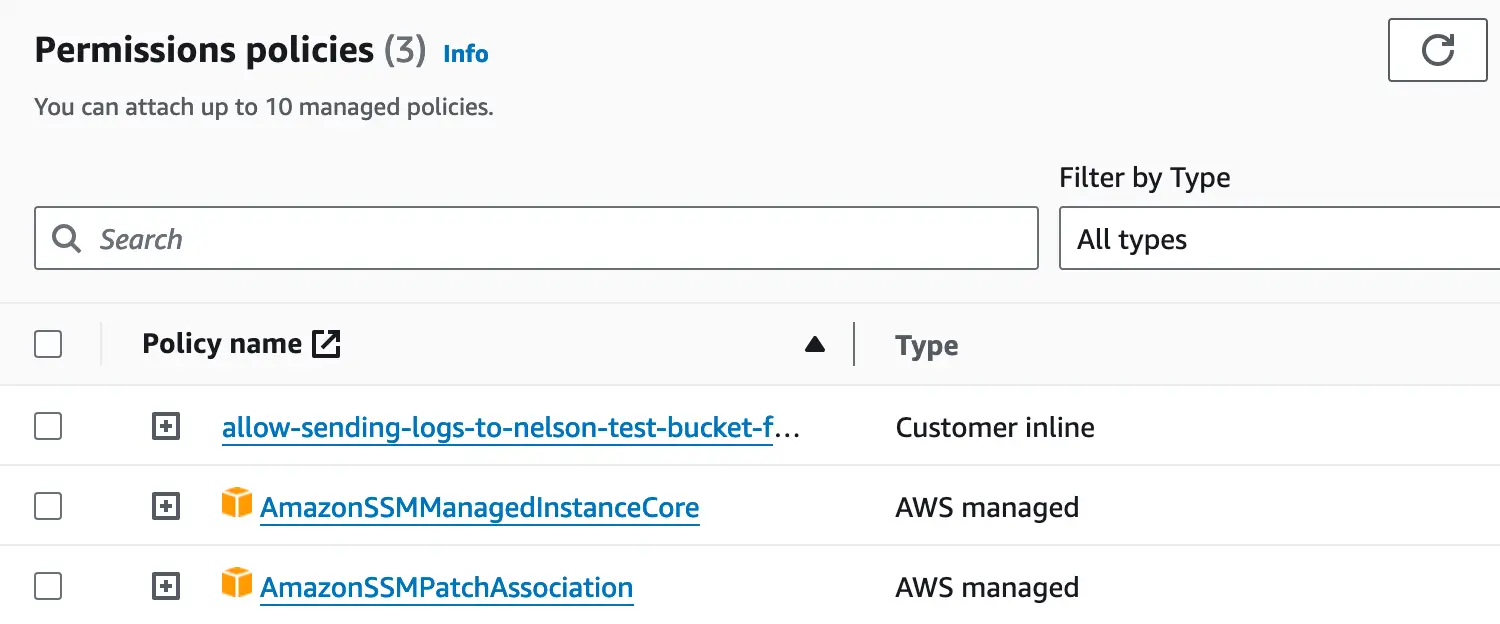 Permissions policies (3) Info
You can attach up to 10 managed policies.
Filter by Type
Search
All types
Policy name
Type
allow-sending-logs-to-nelson-test-bucket-f...
Customer inline
AmazonSSMManagedInstanceCore
AWS managed
AmazonSSMPatchAssociation
AWS managed